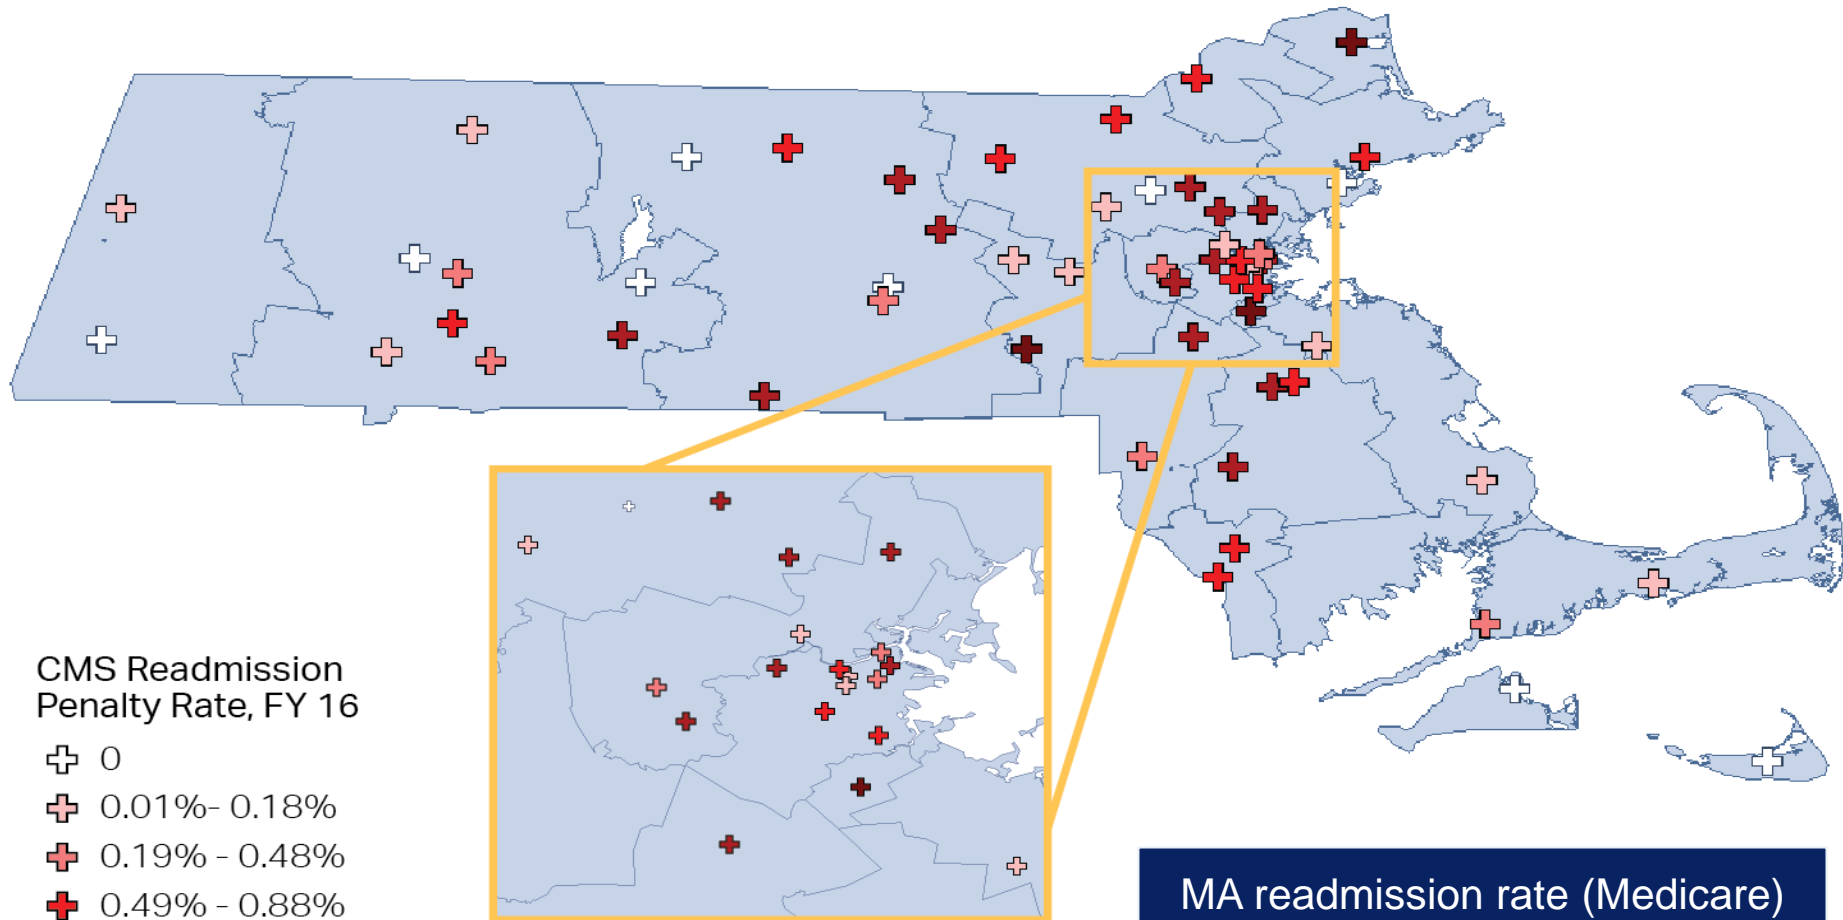 CMS Readmission
Penalty Rate, FY 16
0
0.01%- 0.18%
0.19% - 0.48%
0.49% - 0.88%
MA readmission rate (Medicare)